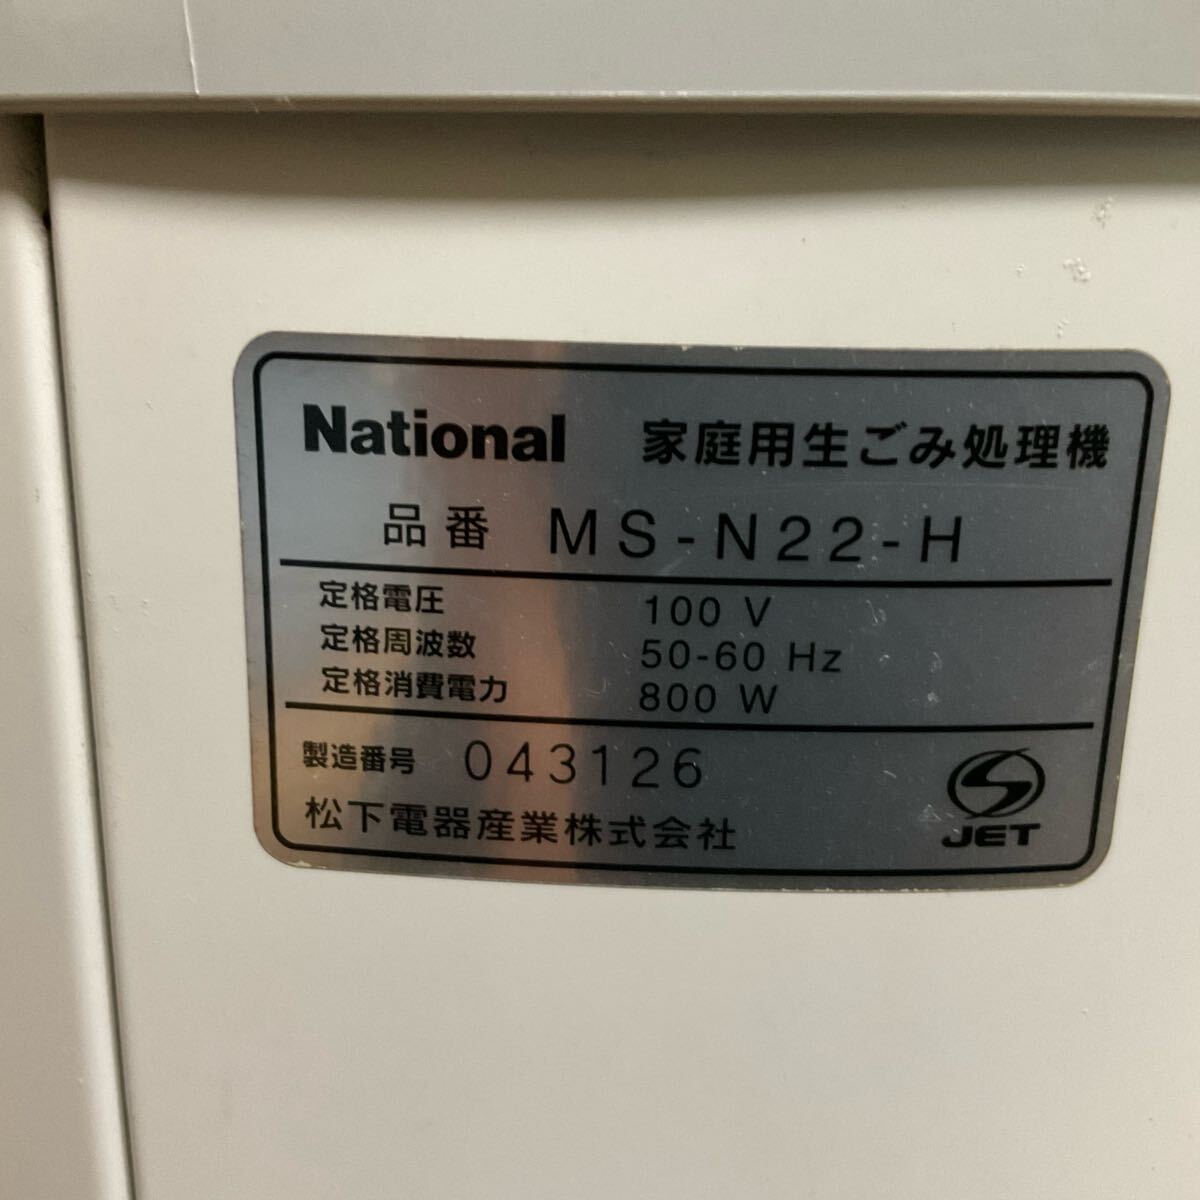 National 家庭用生ごみ処理機
品番 MS-N22-H
定格電圧 100 V
定格周波数 50-60 Hz
定格消費電力 800 W
製造番号 043126
松下電器産業株式会社
JET